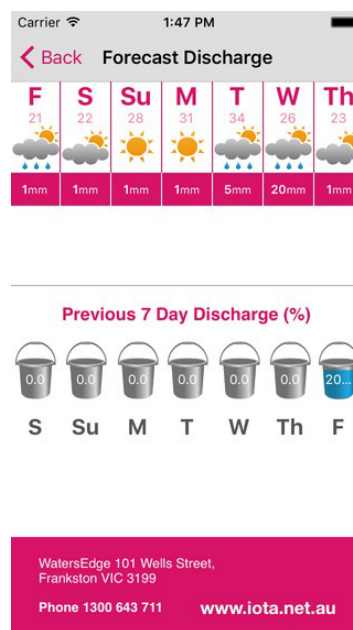 Carrier 1:47 PM
Back Forecast Discharge
F S Su M T W Th
21 22 28 31 34 26 23
1mm 1mm 1mm 1mm 5mm 20mm 1mm
Previous 7 Day Discharge (%)
0.0 0.0 0.0 0.0 0.0 0.0 20...
S Su M T W Th F
WatersEdge 101 Wells Street,
Frankston VIC 3199
Phone 1300 643 711 www.iota.net.au